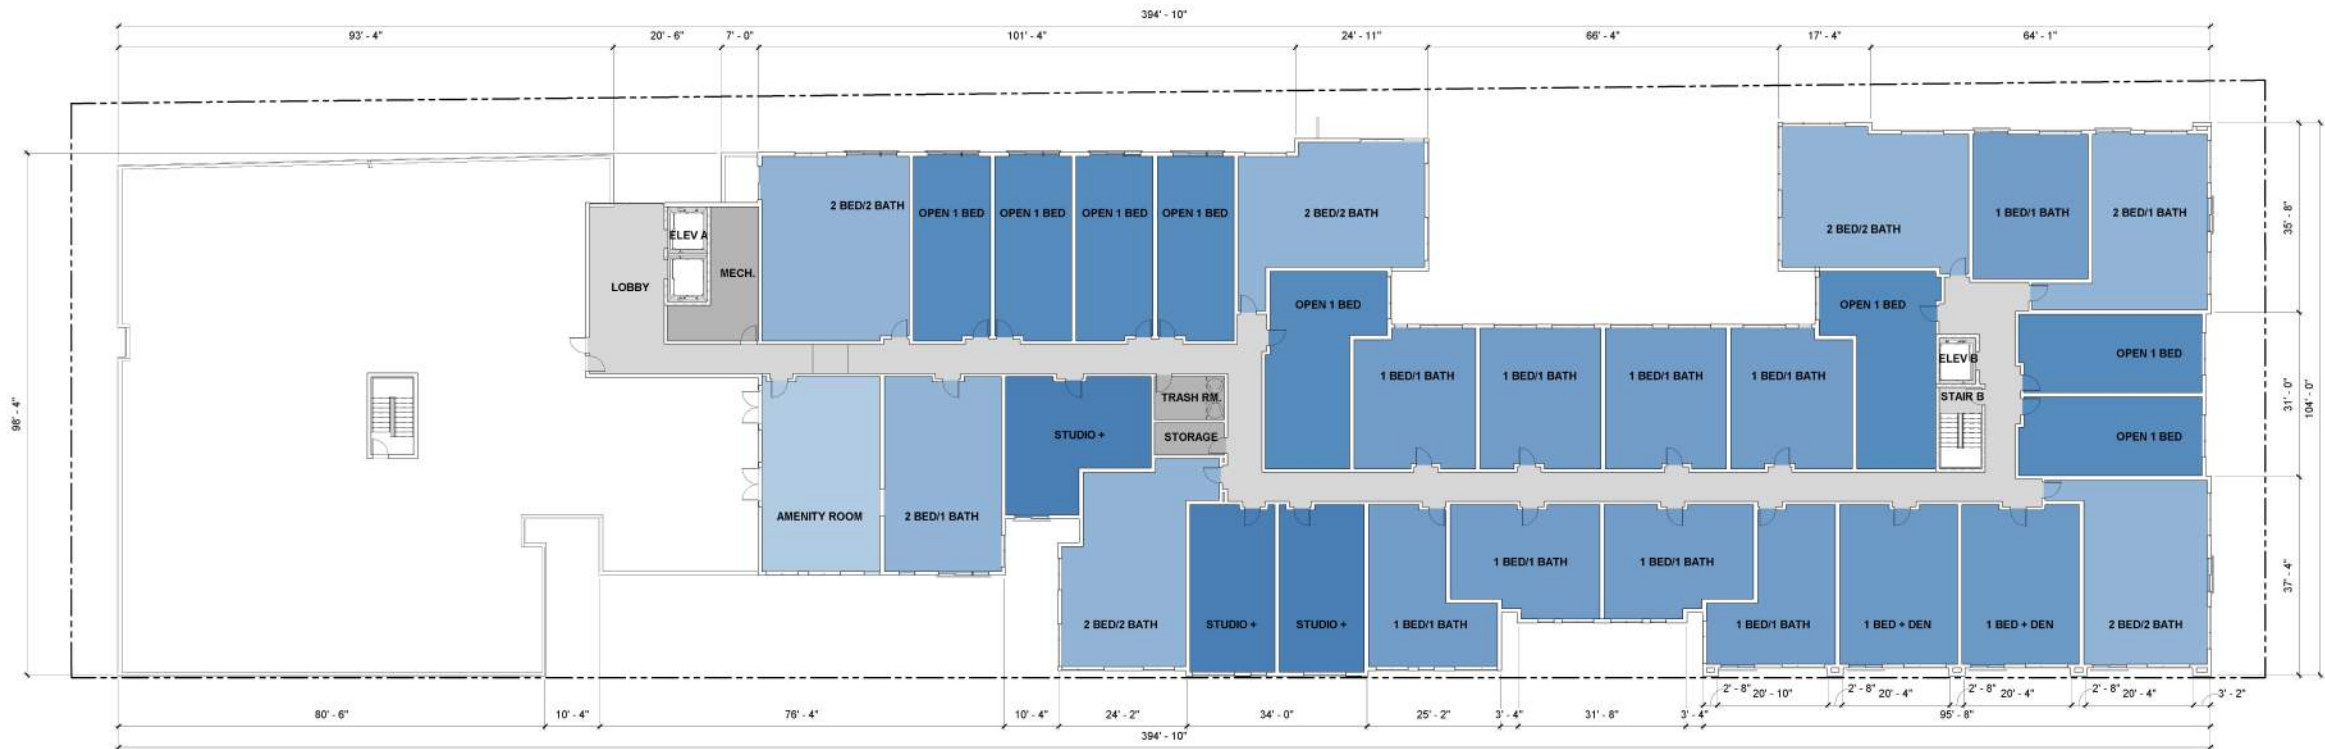 394' - 10"
93' - 4"
20' - 6"
7' - 0"
101' - 4"
24' - 11"
66' - 4"
17' - 4"
64' - 1"
2 BED/2 BATH
OPEN 1 BED
OPEN 1 BED
OPEN 1 BED
OPEN 1 BED
2 BED/2 BATH
2 BED/2 BATH
1 BED/1 BATH
2 BED/1 BATH
35' - 8"
ELEV A
MECH.
LOBBY
OPEN 1 BED
OPEN 1 BED
1 BED/1 BATH
1 BED/1 BATH
1 BED/1 BATH
1 BED/1 BATH
ELEV B
OPEN 1 BED
STAIR B
TRASH RM.
STORAGE
STUDIO +
OPEN 1 BED
31' - 0"
104' - 0"
98' - 4"
AMENITY ROOM
2 BED/1 BATH
1 BED/1 BATH
1 BED/1 BATH
37' - 4"
2 BED/2 BATH
STUDIO +
STUDIO +
1 BED/1 BATH
1 BED/1 BATH
1 BED + DEN
1 BED + DEN
2 BED/2 BATH
2' - 8"
20' - 10"
2' - 8"
20' - 4"
2' - 8"
20' - 4"
2' - 8"
20' - 4"
3' - 2"
80' - 6"
10' - 4"
76' - 4"
10' - 4"
24' - 2"
34' - 0"
25' - 2"
3' - 4"
31' - 8"
3' - 4"
95' - 8"
394' - 10"